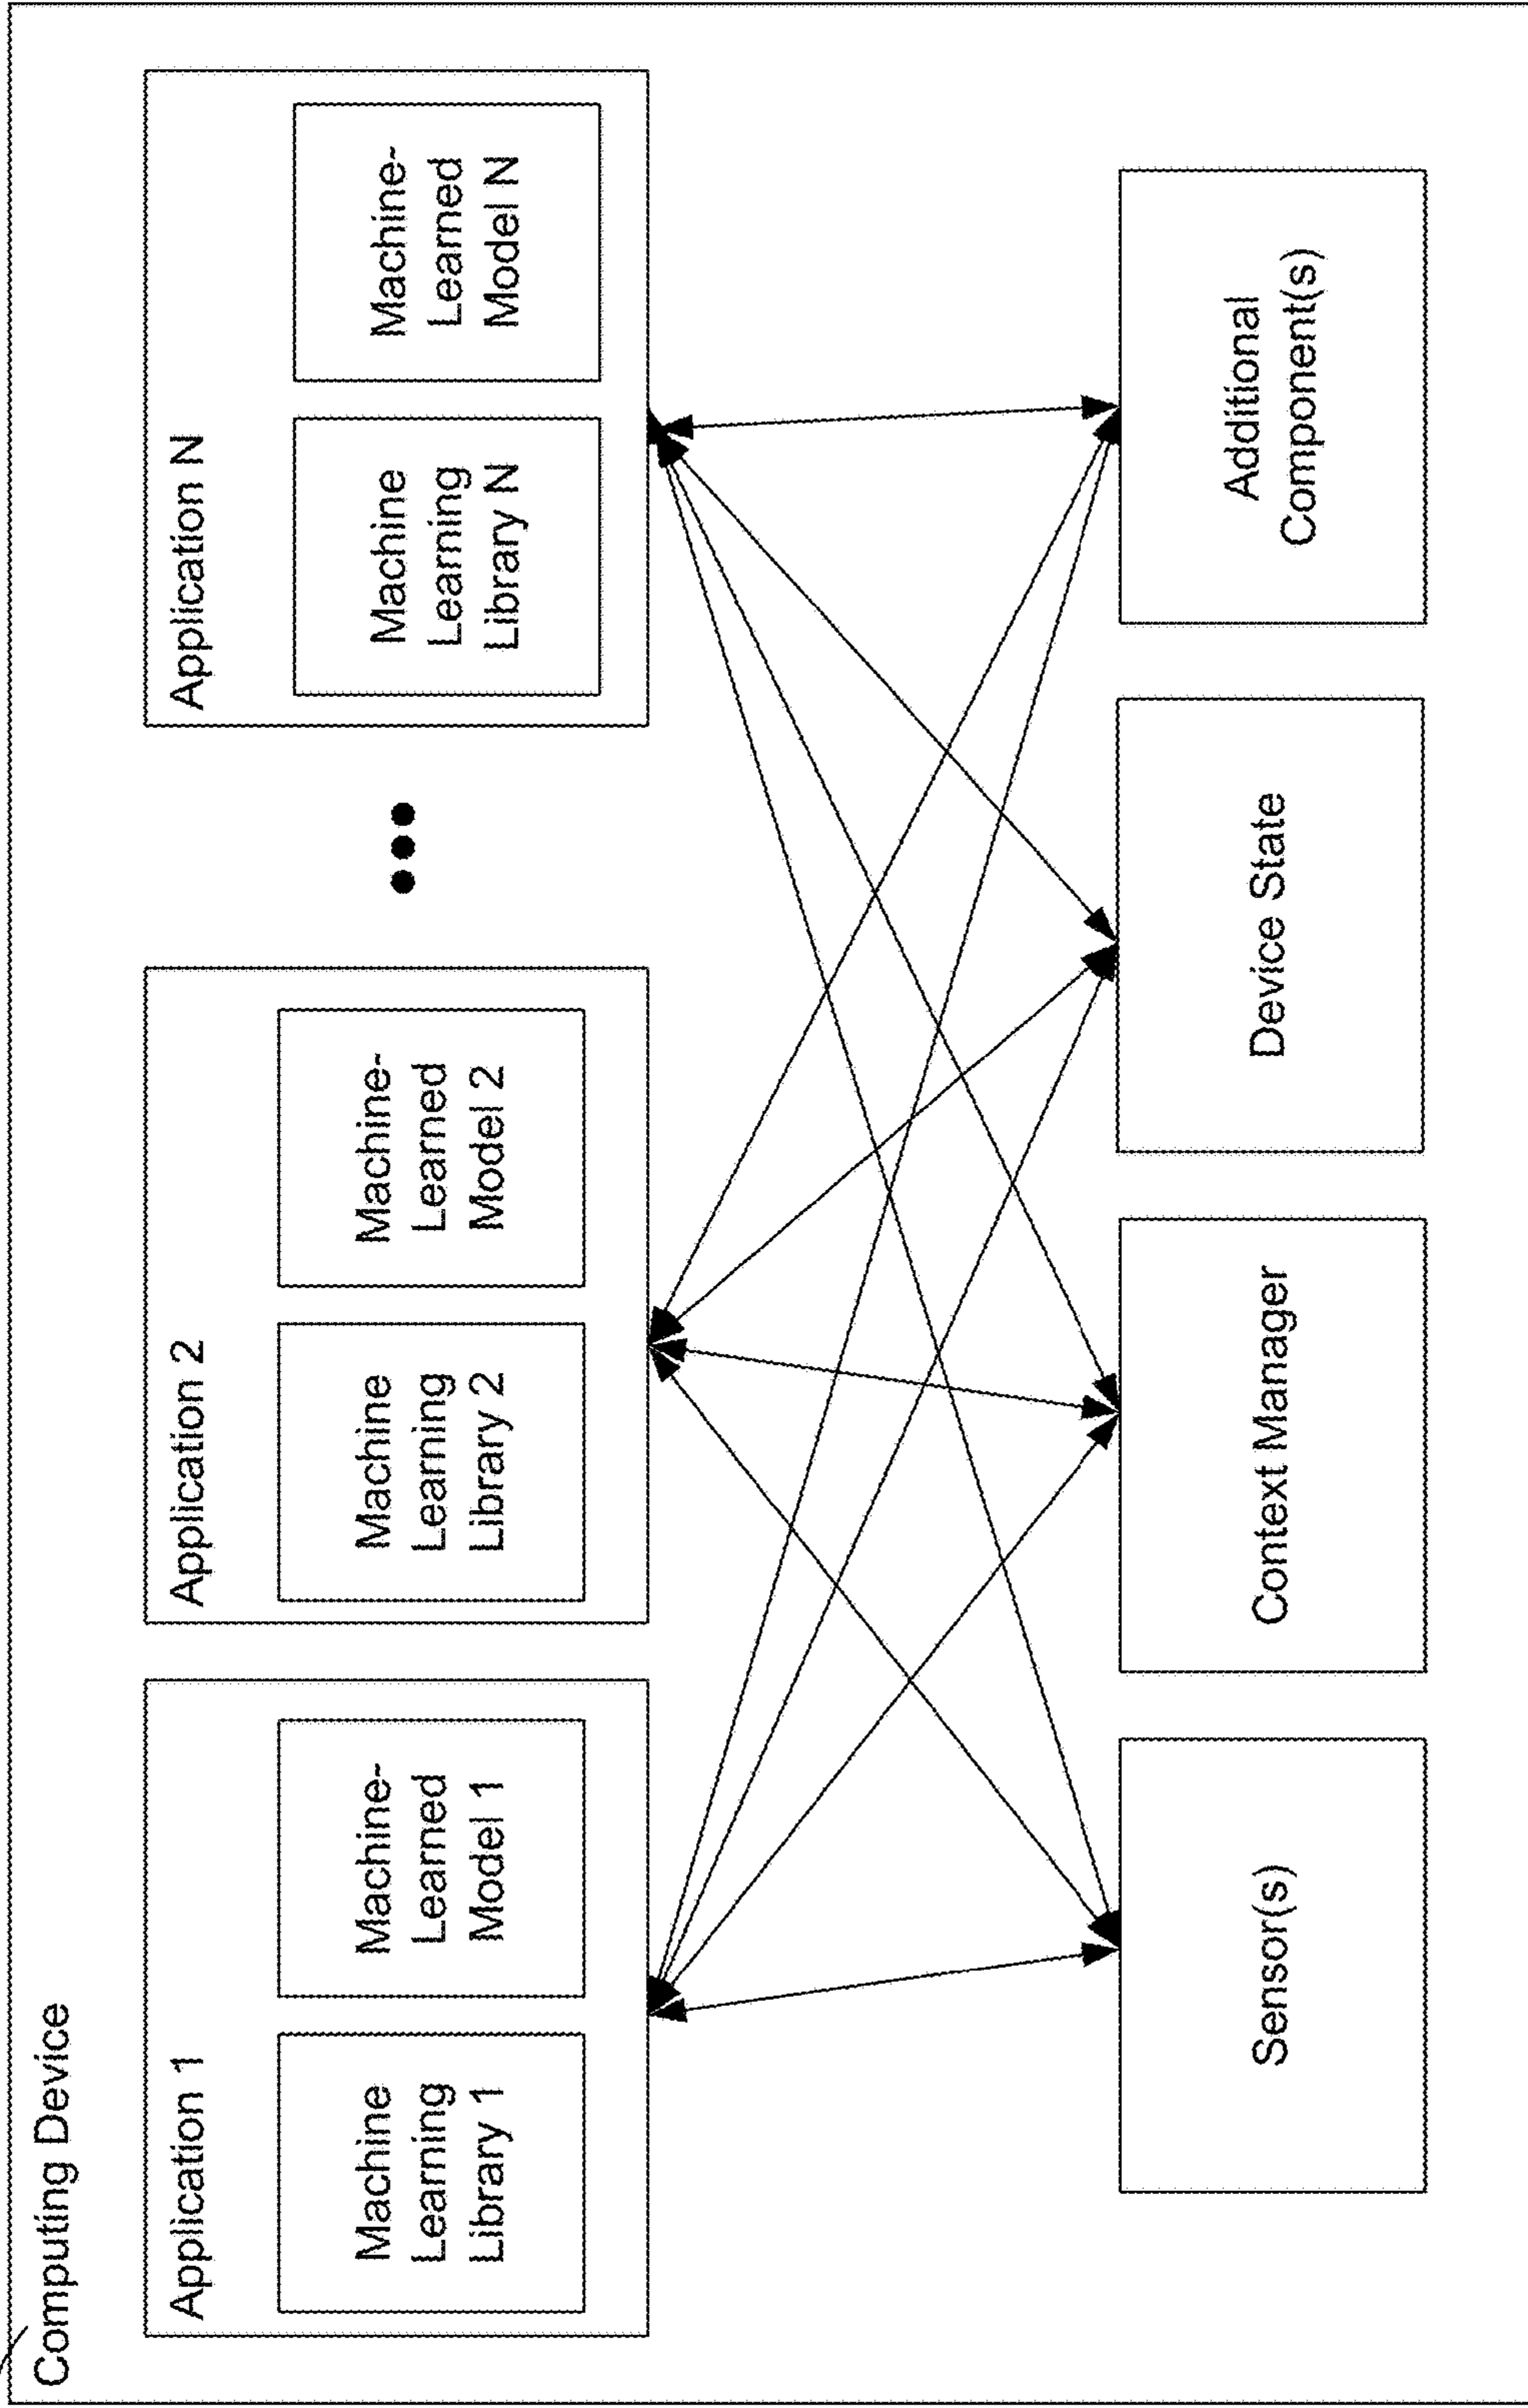 Computing Device
Application 1
Machine
Learning
Library 1
Machine-
Learned
Model 1
Application 2
Machine
Learning
Library 2
Machine-
Learned
Model 2
Application N
Machine
Learning
Library N
Machine-
Learned
Model N
Sensor(s)
Context Manager
Device State
Additional
Component(s)